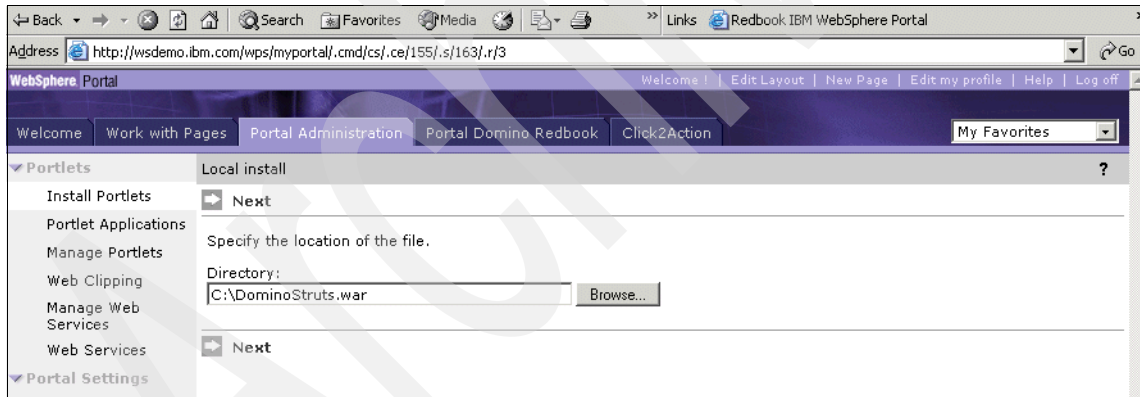 Back Search Favorites Media » Links Redbook IBM WebSphere Portal
Address http://wsdemo.ibm.com/wps/myportal/.cmd/cs/.ce/155/.s/163/.r/3 Go
WebSphere Portal Welcome ! | Edit Layout | New Page | Edit my profile | Help | Log off
Welcome Work with Pages Portal Administration Portal Domino Redbook Click2Action My Favorites
Portlets Local install ?
Install Portlets Next
Portlet Applications
Specify the location of the file.
Manage Portlets
Directory:
Web Clipping
C:\DominoStruts.war Browse...
Manage Web
Services
Web Services Next
Portal Settings